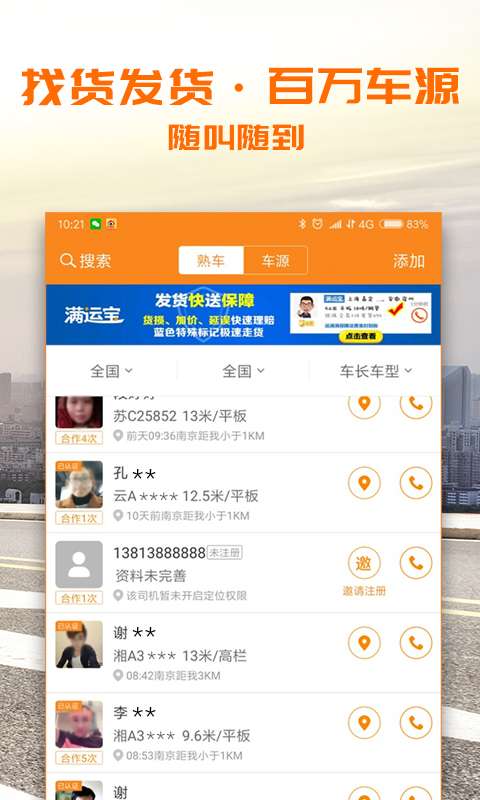 找货发货·百万车源
随叫随到
10:21 4G 83%
搜索 熟车 车源 添加
满运宝 发货快送保障
货损、加价、延误快速理赔
蓝色特殊标记极速走货
满运宝
点击查看
全国 全国 车长车型
苏C25852 13米/平板
合作4次 前天09:36南京距我小于1KM
已认证 孔 **
云A **** 12.5米/平板
合作1次 10天前南京距我小于1KM
13813888888 未注册 邀
资料未完善 邀请注册
合作1次 该司机暂未开启定位权限
已认证 谢 **
湘A3 *** 13米/高栏
08:42南京距我3KM
已认证 李 **
湘A3 *** 9.6米/平板
合作5次 08:53南京距我小于1KM
已认证 谢